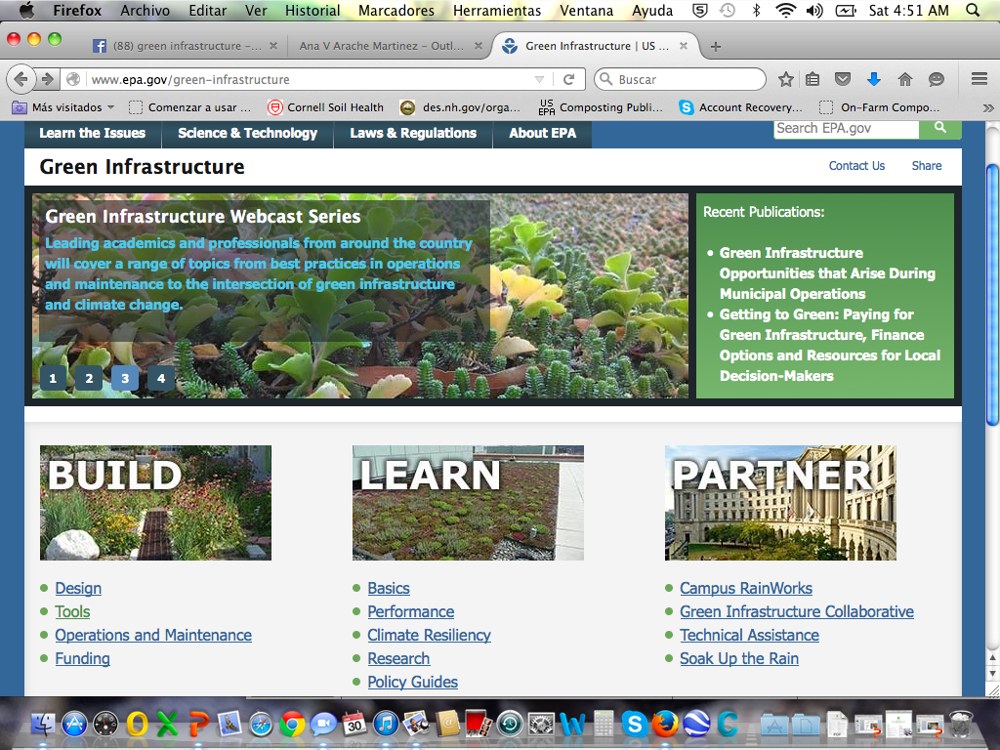 Firefox Archivo Editar Ver Historial Marcadores Herramientas Ventana Ayuda Sat 4:51 AM
(88) green infrastructure -... Ana V Arache Martinez - Outl... Green Infrastructure | US ...
www.epa.gov/green-infrastructure Buscar
Más visitados Comenzar a usar ... Cornell Soil Health des.nh.gov/orga... US EPA Composting Publi... Account Recovery... On-Farm Compo...
Learn the Issues Science & Technology Laws & Regulations About EPA Search EPA.gov
Green Infrastructure Contact Us Share
Green Infrastructure Webcast Series
Leading academics and professionals from around the country
will cover a range of topics from best practices in operations
and maintenance to the intersection of green infrastructure
and climate change.
1 2 3 4
Recent Publications:
• Green Infrastructure
Opportunities that Arise During
Municipal Operations
• Getting to Green: Paying for
Green Infrastructure, Finance
Options and Resources for Local
Decision-Makers
BUILD
• Design
• Tools
• Operations and Maintenance
• Funding
LEARN
• Basics
• Performance
• Climate Resiliency
• Research
• Policy Guides
PARTNER
• Campus RainWorks
• Green Infrastructure Collaborative
• Technical Assistance
• Soak Up the Rain
30